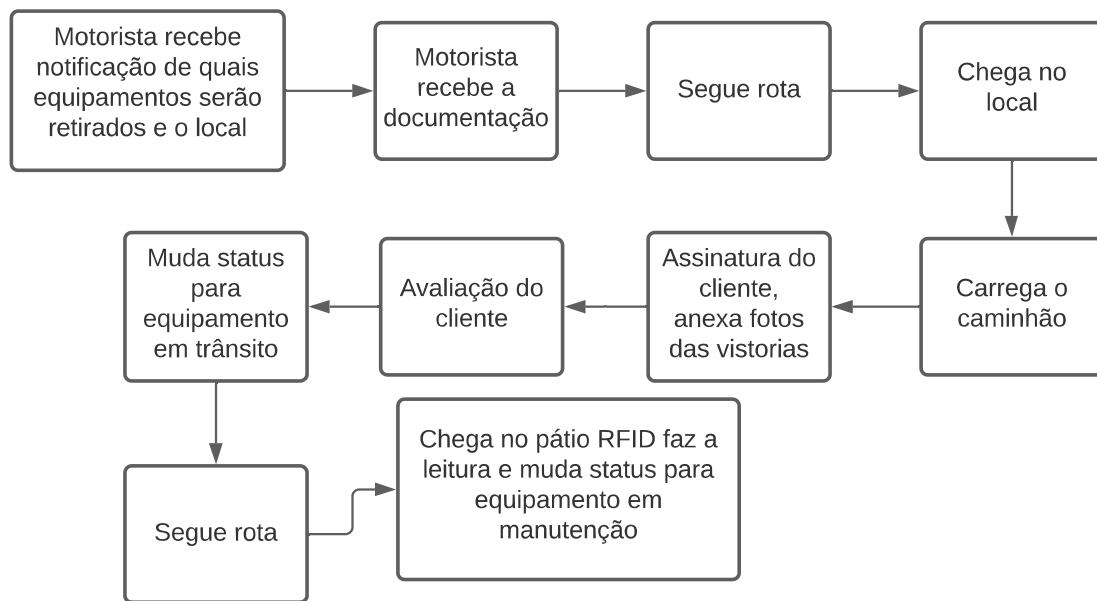 Motorista recebe
notificação de quais
equipamentos serão
retirados e o local
Motorista
recebe a
documentação
Segue rota
Chega no
local
Carrega o
caminhão
Assinatura do
cliente,
anexa fotos
das vistorias
Avaliação do
cliente
Muda status
para
equipamento
em trânsito
Segue rota
Chega no pátio RFID faz a
leitura e muda status para
equipamento em
manutenção